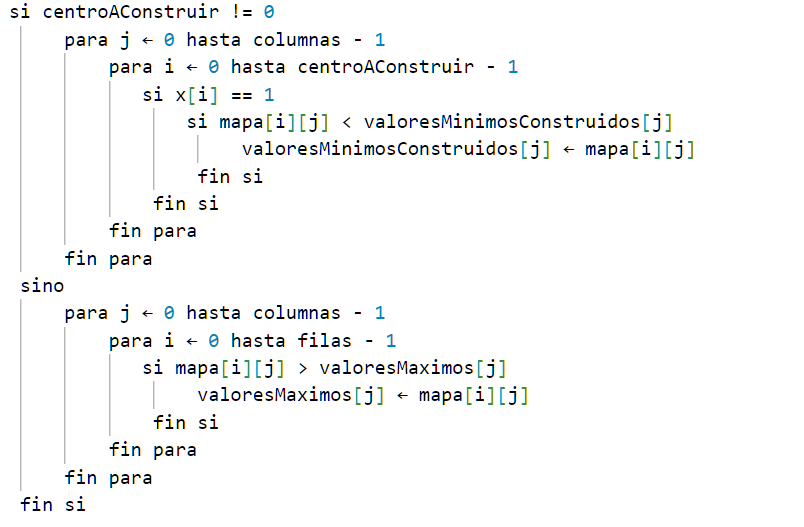 si centroAConstruir != 0
para j ← 0 hasta columnas - 1
para i ← 0 hasta centroAConstruir - 1
si x[i] == 1
si mapa[i][j] < valoresMinimosConstruidos[j]
valoresMinimosConstruidos[j] ← mapa[i][j]
fin si
fin si
fin para
fin para
sino
para j ← 0 hasta columnas - 1
para i ← 0 hasta filas - 1
si mapa[i][j] > valoresMaximos[j]
valoresMaximos[j] ← mapa[i][j]
fin si
fin para
fin para
fin si